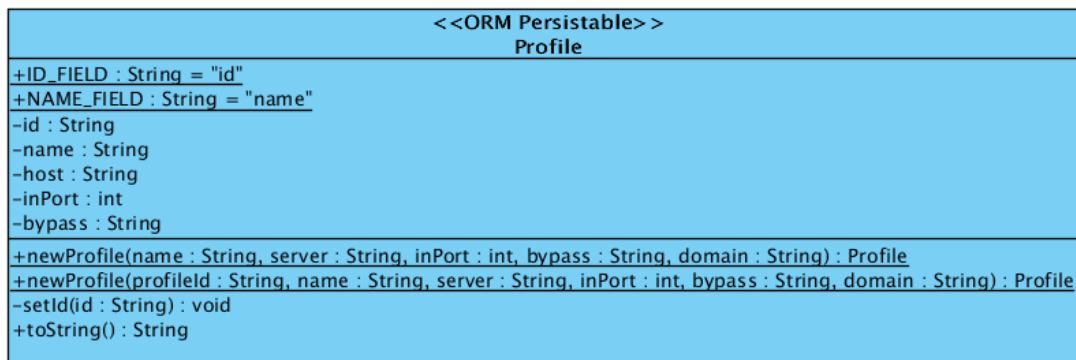 <<ORM Persistable>>
Profile
+ID_FIELD : String = "id"
+NAME_FIELD : String = "name"
-id : String
-name : String
-host : String
-inPort : int
-bypass : String
+newProfile(name : String, server : String, inPort : int, bypass : String, domain : String) : Profile
+newProfile(profileId : String, name : String, server : String, inPort : int, bypass : String, domain : String) : Profile
-setId(id : String) : void
+toString() : String